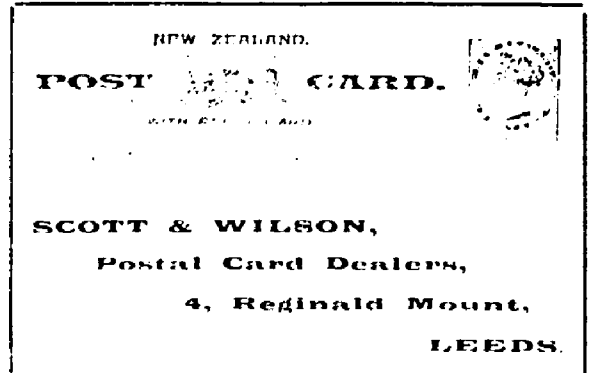 NEW ZEALAND.
POST CARD.
SCOTT & WILSON,
Postal Card Dealers,
4, Reginald Mount,
LEEDS.